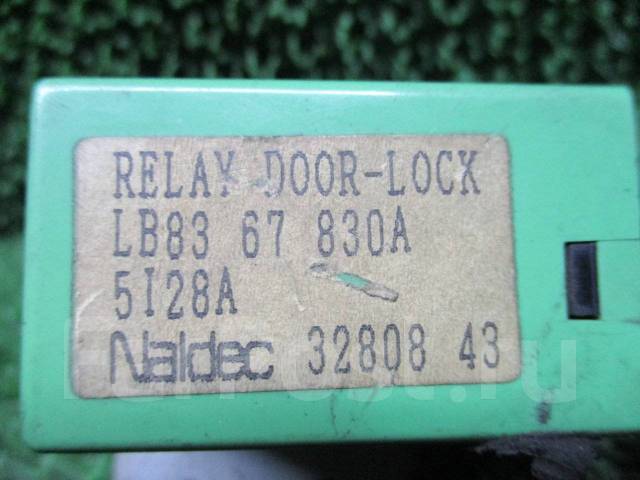 RELAY DOOR-LOCK
LB83 67 830A
5I28A
Naldec 32808 43